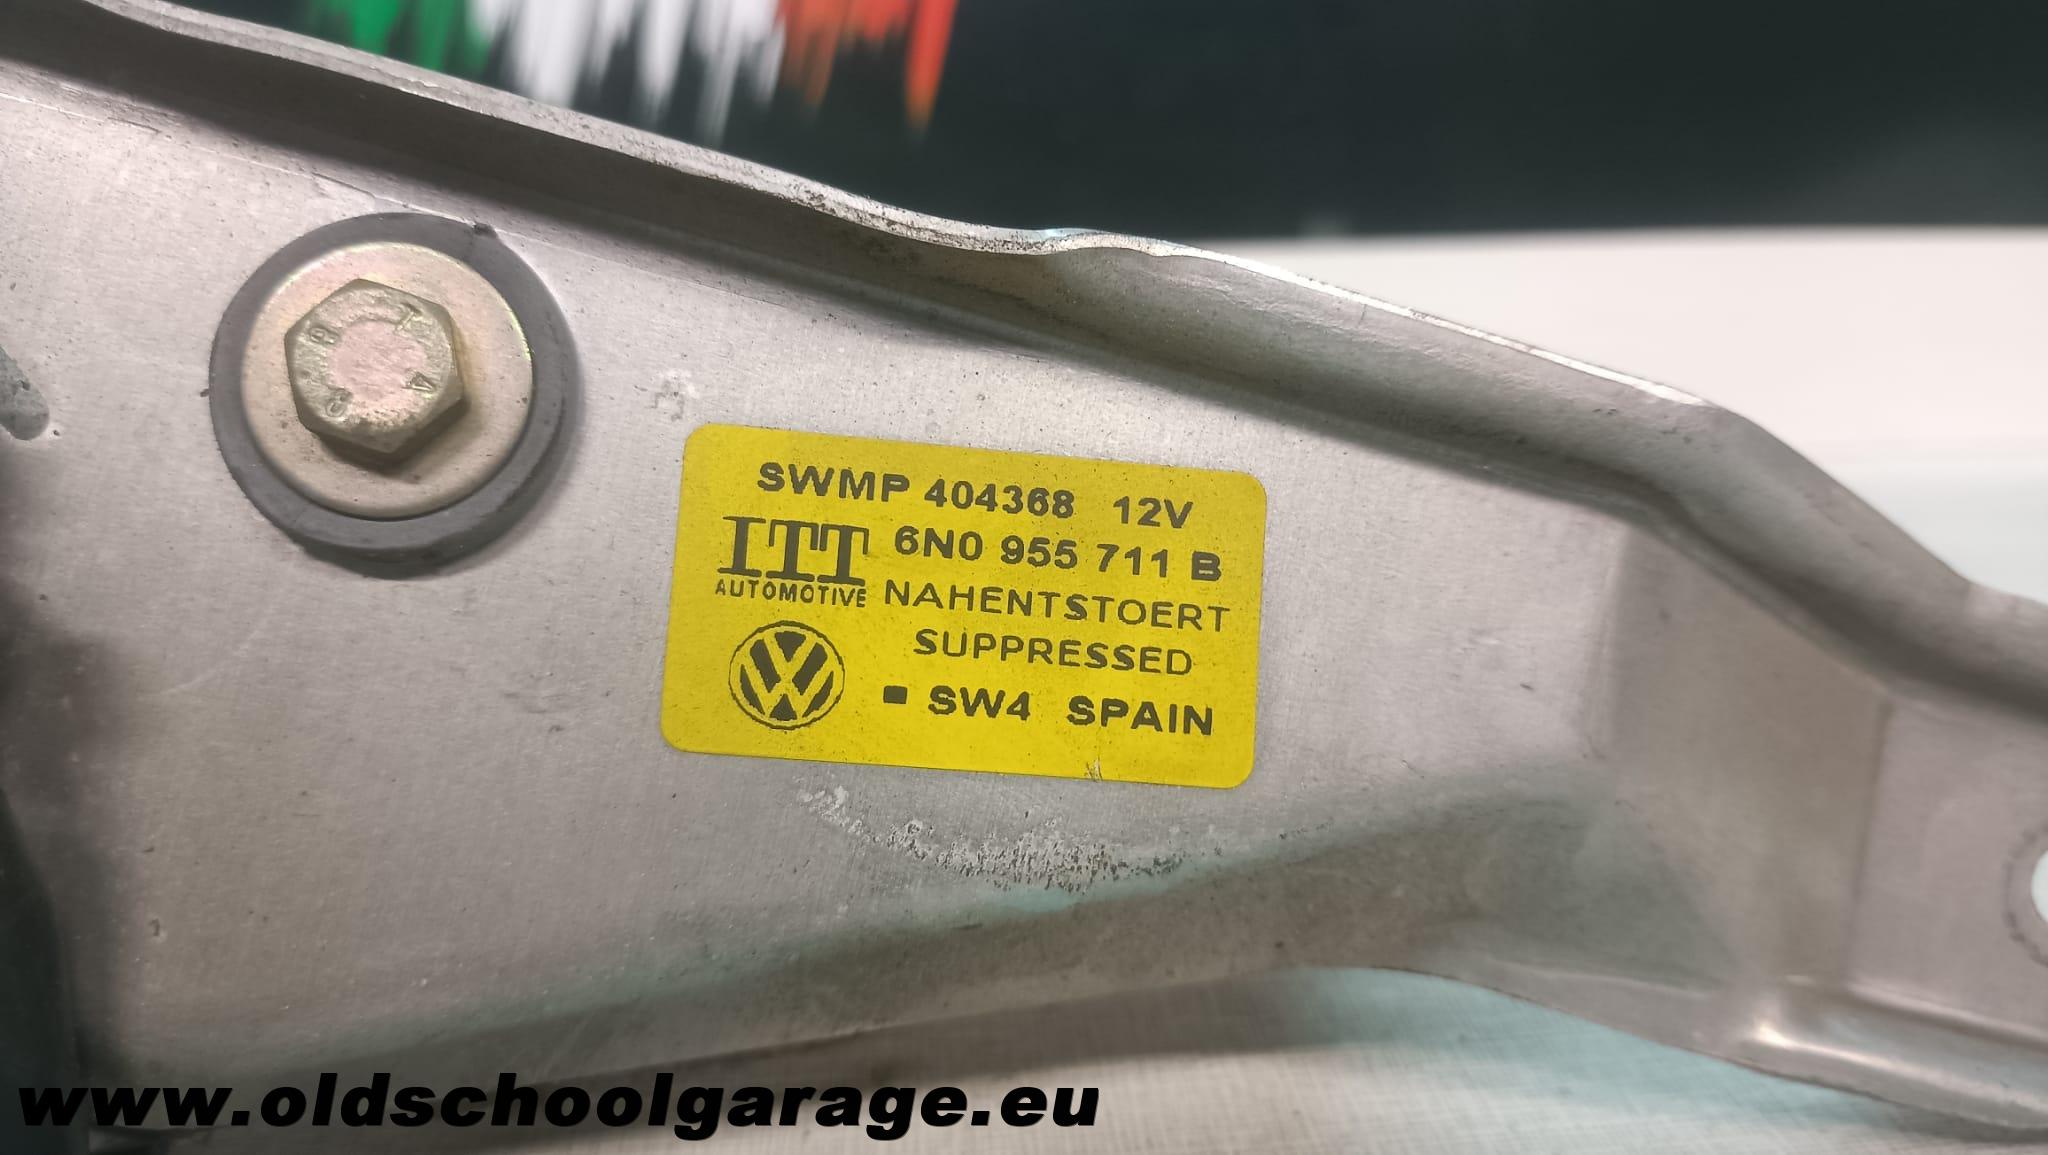 SWMP 404368 12V
ITT 6N0 955 711 B
AUTOMOTIVE NAHENTSTOERT
SUPPRESSED
SW4 SPAIN
www.oldschoolgarage.eu